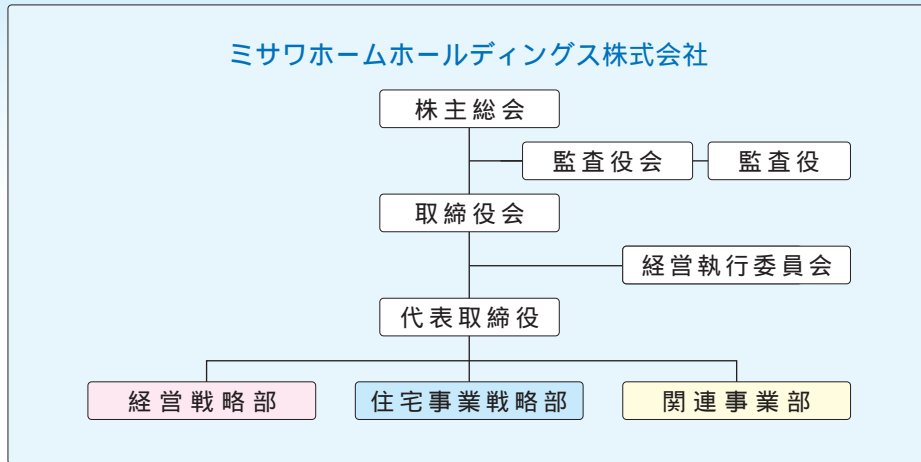 ミサワホームホールディングス株式会社
株主総会
監査役会 監査役
取締役会
経営執行委員会
代表取締役
経営戦略部 住宅事業戦略部 関連事業部